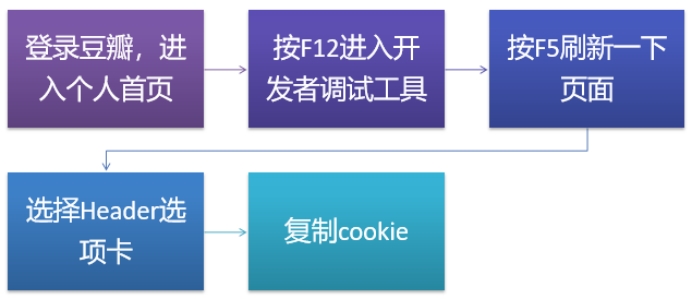 登录豆瓣，进
入个人首页
按F12进入开
发者调试工具
按F5刷新一下
页面
选择Header选
项卡
复制cookie